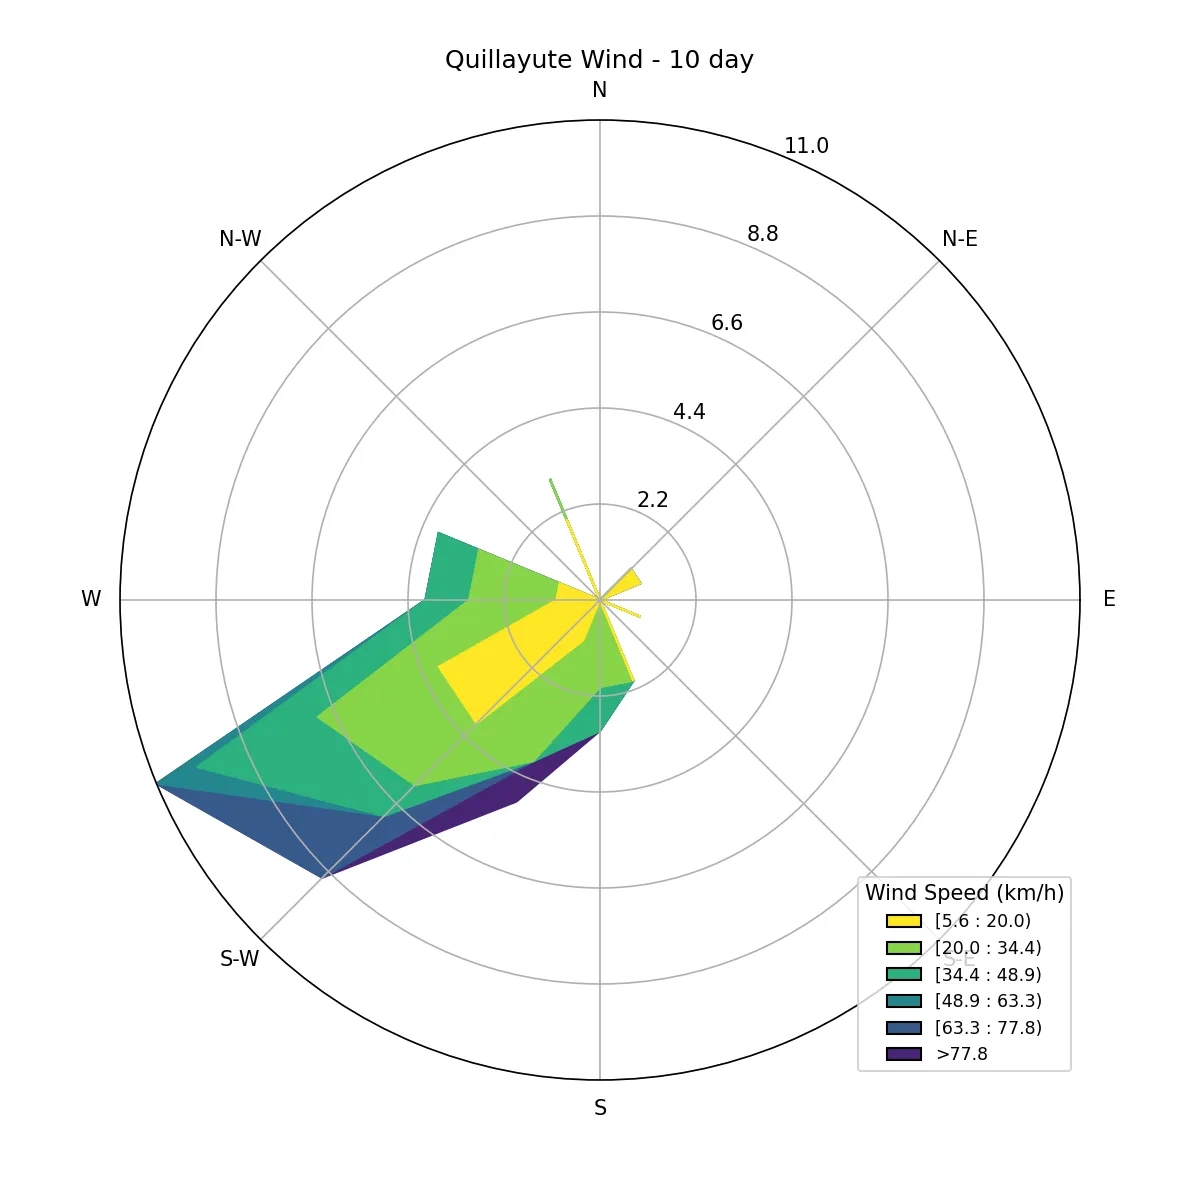 Quillayute Wind - 10 day
N
11.0
8.8
N-W
N-E
6.6
4.4
2.2
W
E
S-W
S-E
Wind Speed (km/h)
[5.6 : 20.0)
[20.0 : 34.4)
[34.4 : 48.9)
[48.9 : 63.3)
[63.3 : 77.8)
>77.8
S